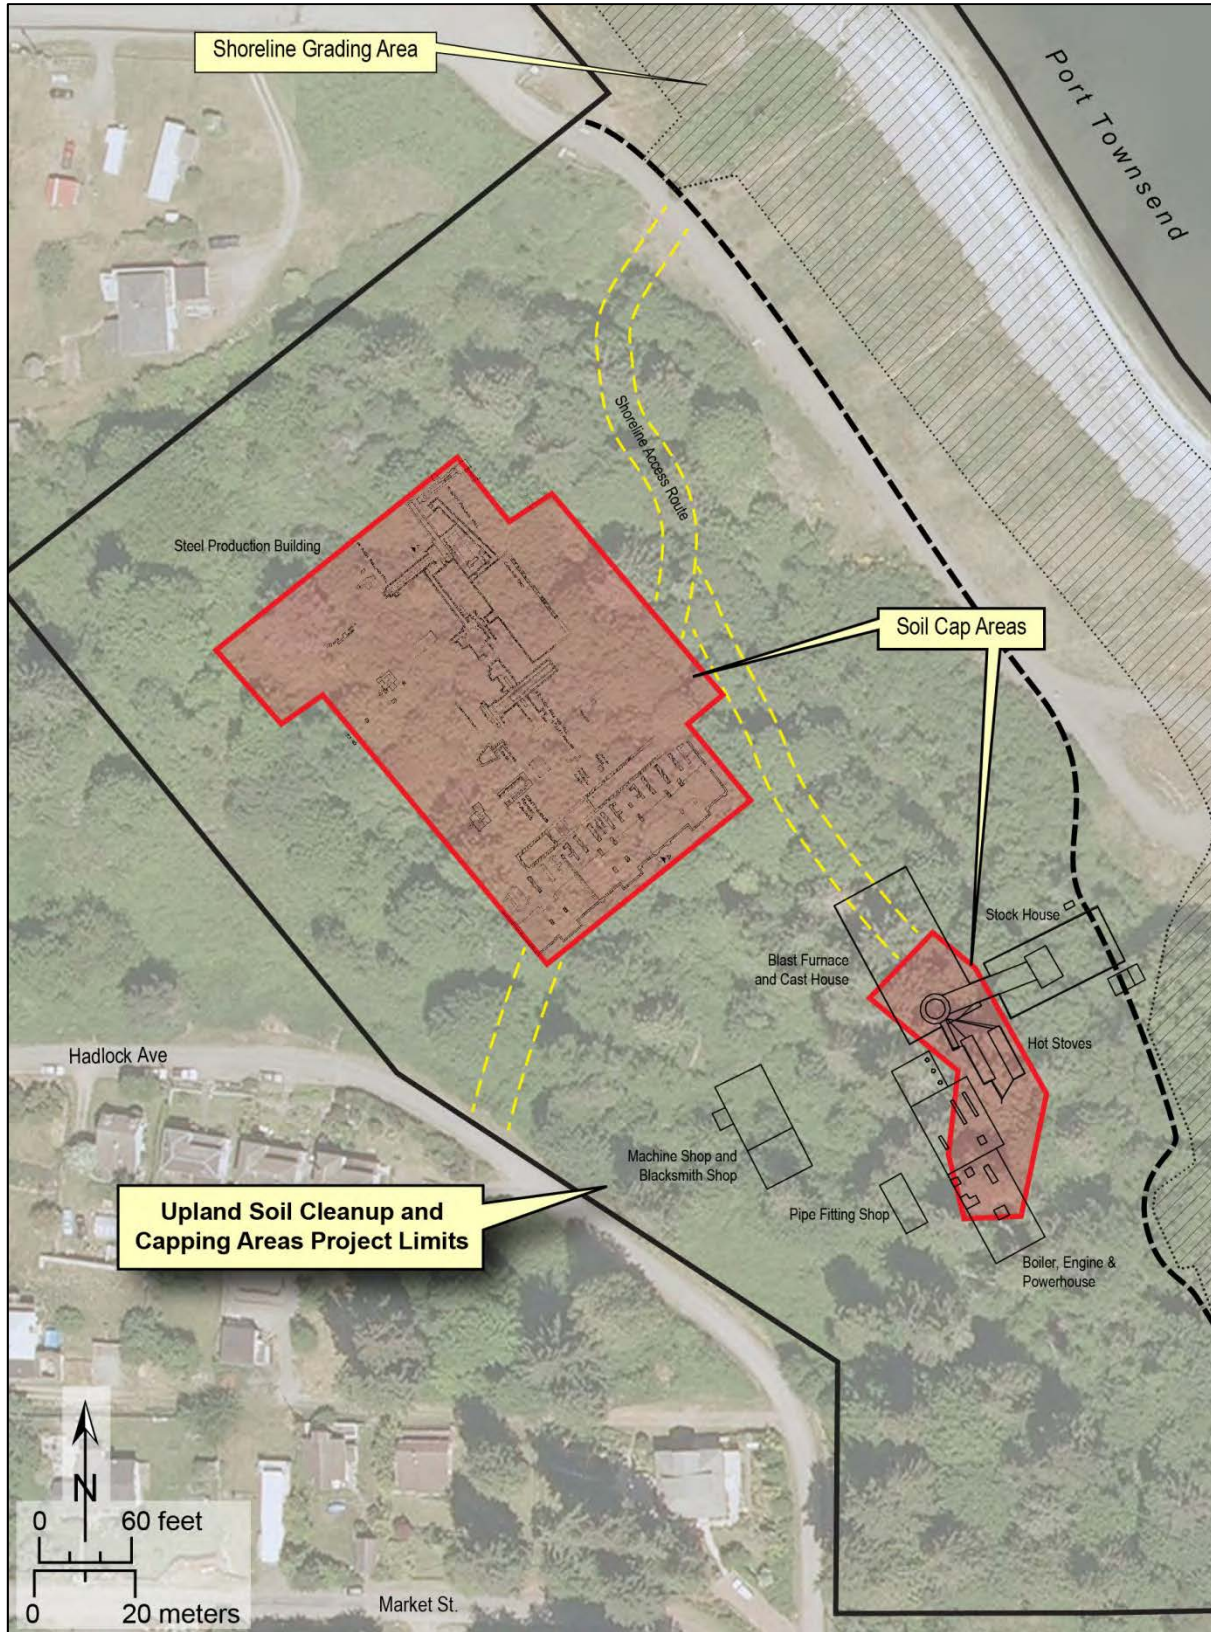 Shoreline Grading Area
Port Townsend
Shoreline Access Route
Steel Production Building
Soil Cap Areas
Stock House
Blast Furnace
and Cast House
Hot Stoves
Hadlock Ave
Machine Shop and
Blacksmith Shop
Pipe Fitting Shop
Upland Soil Cleanup and
Capping Areas Project Limits
Boiler, Engine &
Powerhouse
N
0 60 feet
0 20 meters
Market St.